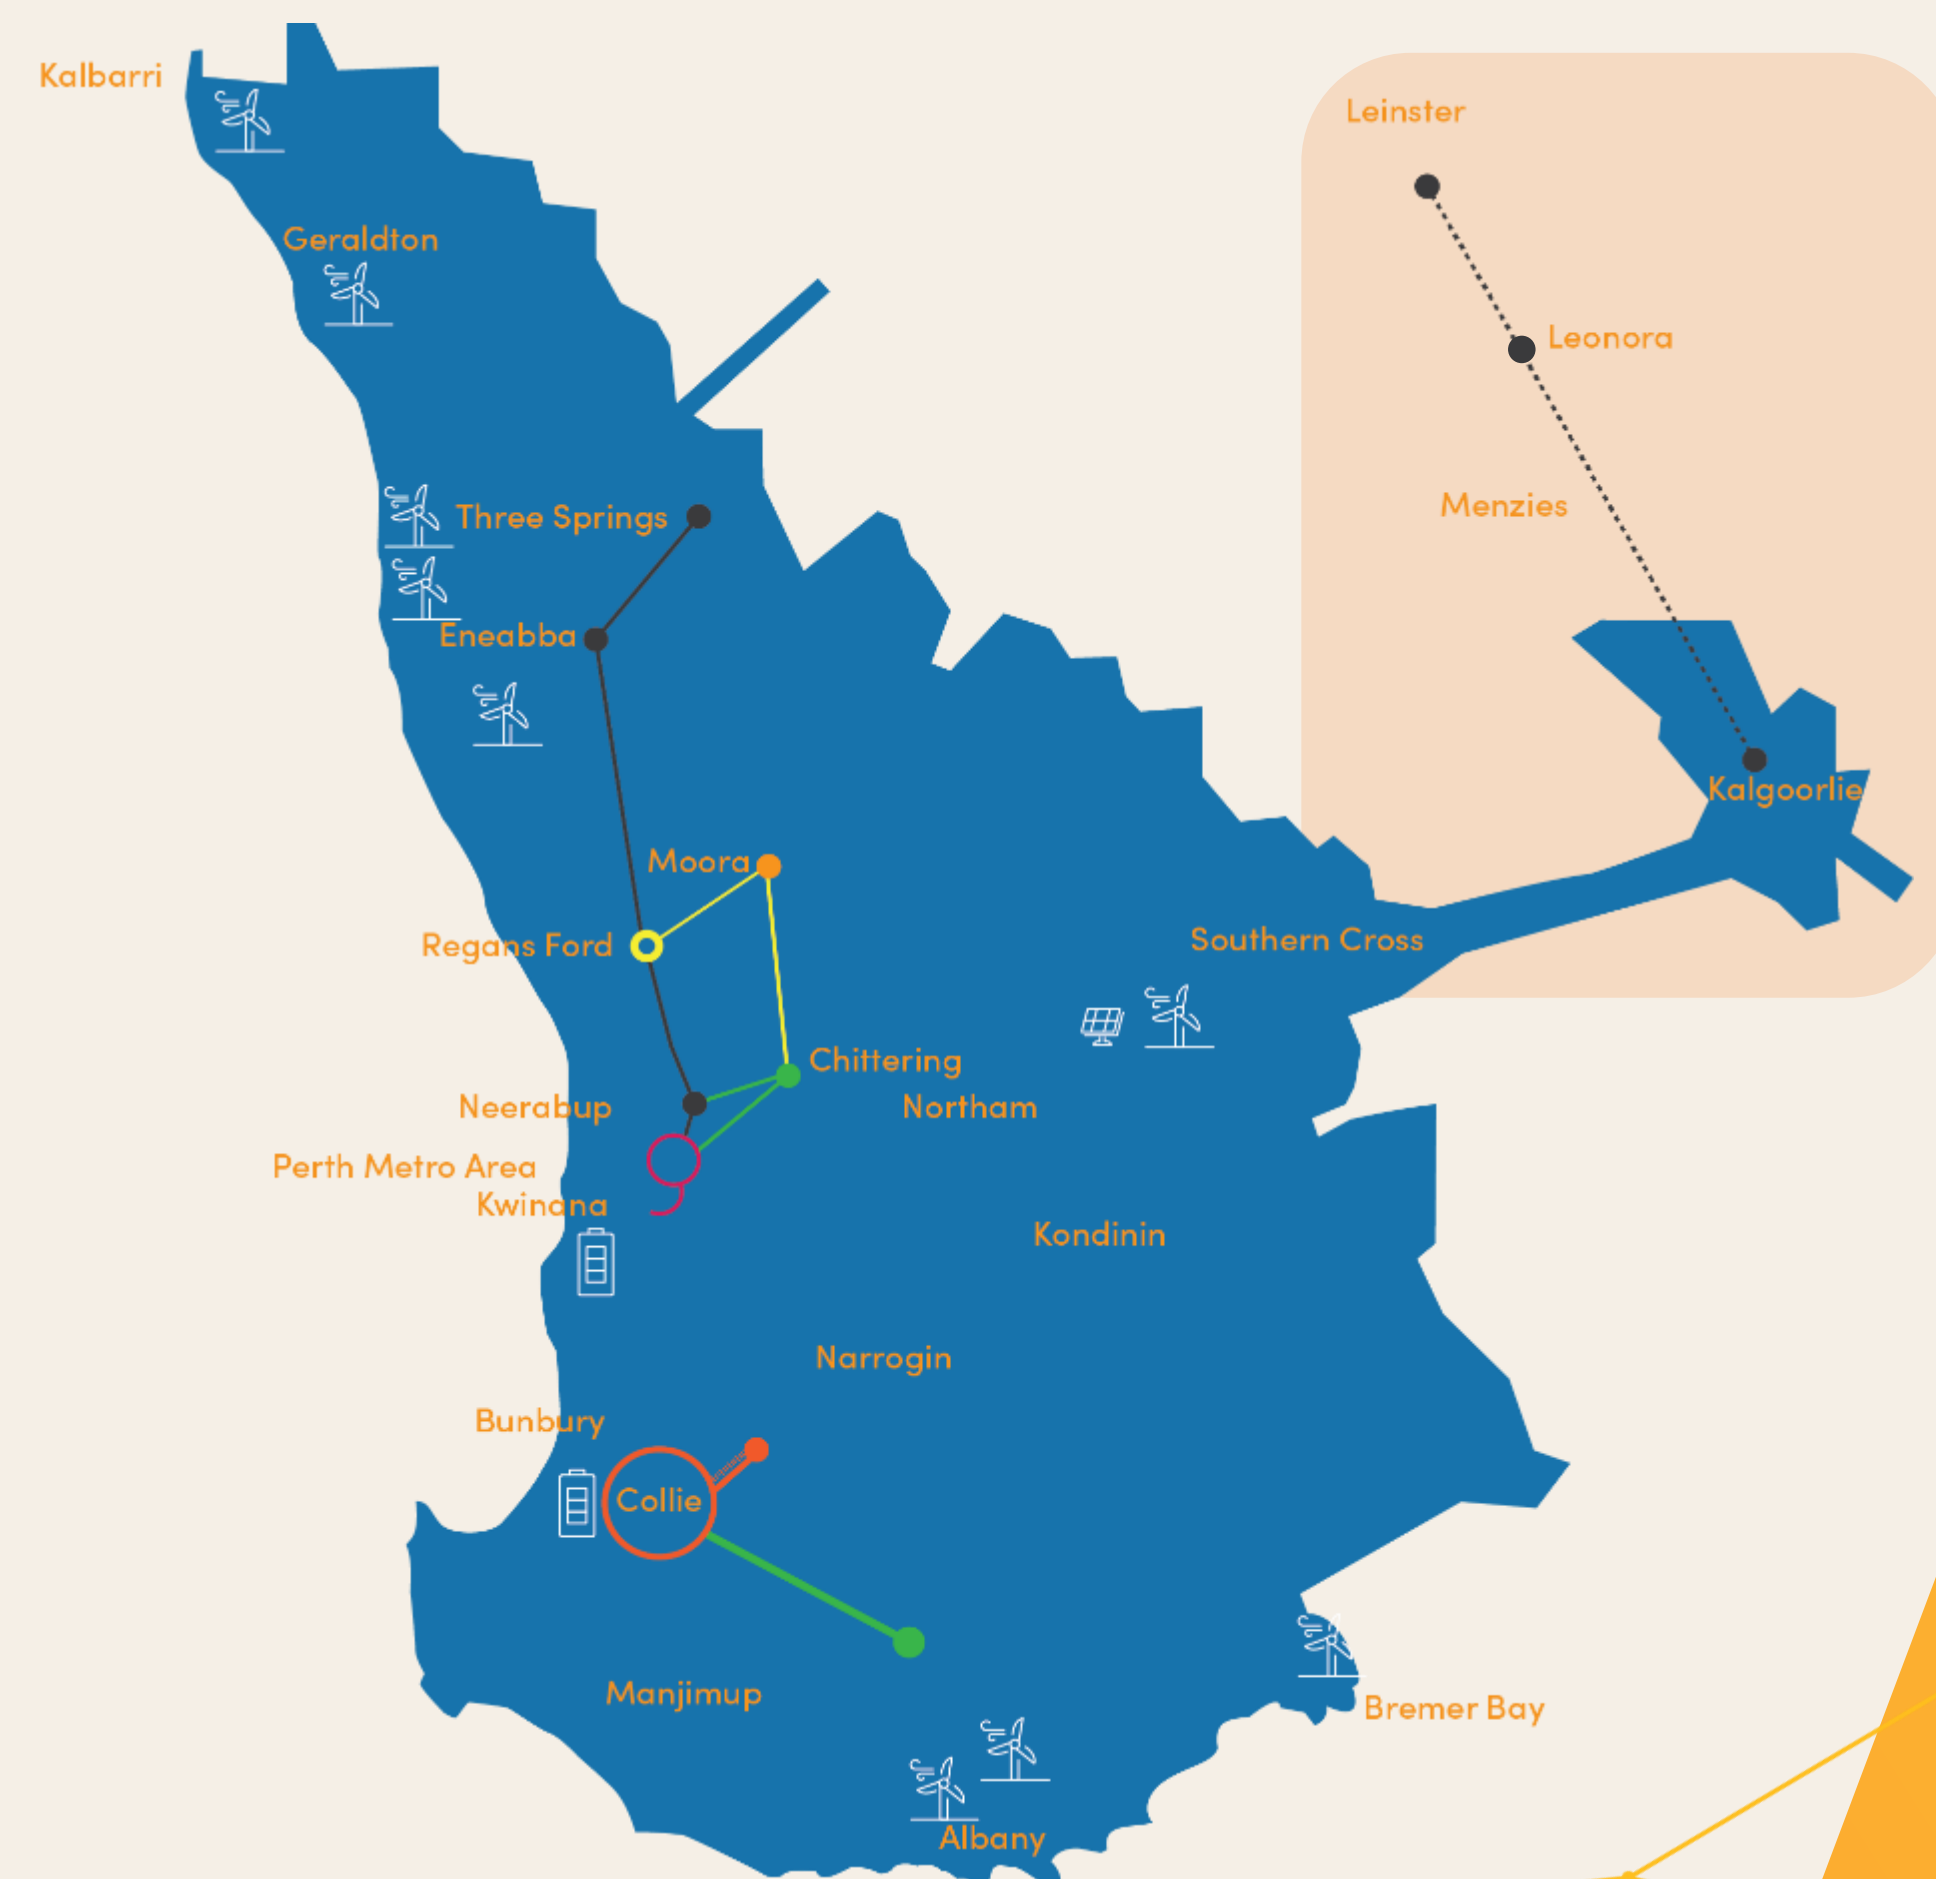 Kalbarri
Leinster
Geraldton
Leonora
Menzies
Three Springs
Eneabba
Kalgoorlie
Moora
Regans Ford
Southern Cross
Chittering
Neerabup
Northam
Perth Metro Area
Kwinana
Kondinin
Narrogin
Bunbury
Collie
Manjimup
Bremer Bay
Albany